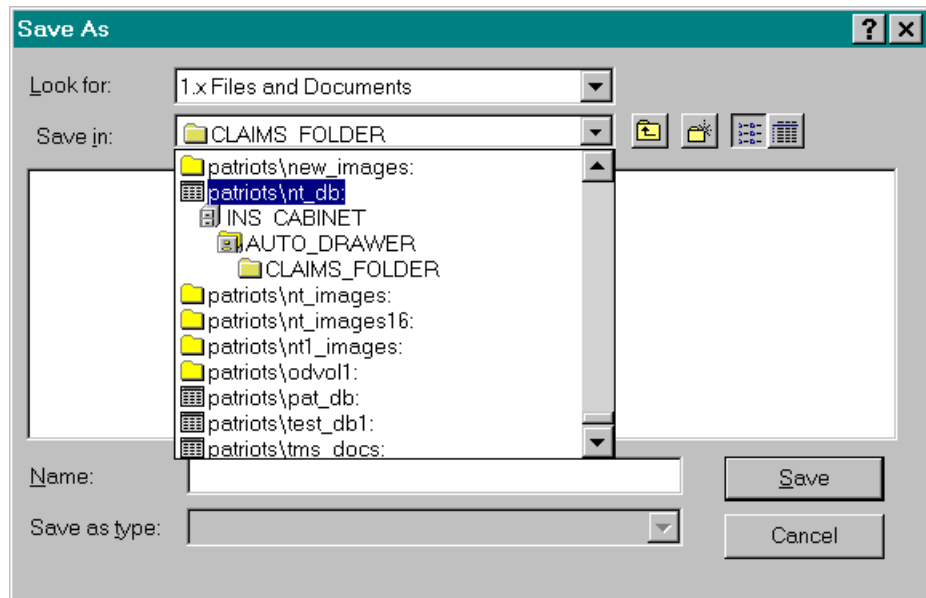 Save As
Look for:
1.x Files and Documents
Save in:
CLAIMS_FOLDER
patriots\new_images:
patriots\nt_db:
INS_CABINET
AUTO_DRAWER
CLAIMS_FOLDER
patriots\nt_images:
patriots\nt_images16:
patriots\nt1_images:
patriots\odvol1:
patriots\pat_db:
patriots\test_db1:
patriots\tms_docs:
Name:
Save
Save as type:
Cancel